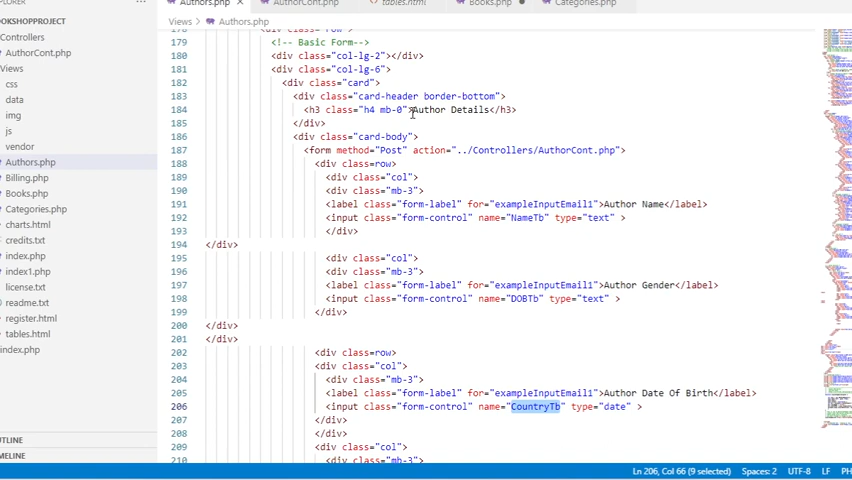 Authors.php
AuthorCont.php
tables.html
Books.php
Categories.php
BOOKSHOPPROJECT
Controllers
AuthorCont.php
Views
css
data
img
js
vendor
Authors.php
Billing.php
Books.php
Categories.php
charts.html
credits.txt
index.php
index1.php
license.txt
readme.txt
register.html
tables.html
index.php
OUTLINE
TIMELINE
Views > Authors.php
179 <!-- Basic Form-->
180 <div class="col-lg-2"></div>
181 <div class="col-lg-6">
182 <div class="card">
183 <div class="card-header border-bottom">
184 <h3 class="h4 mb-0">Author Details</h3>
185 </div>
186 <div class="card-body">
187 <form method="Post" action="../Controllers/AuthorCont.php">
188 <div class=row>
189 <div class="col">
190 <div class="mb-3">
191 <label class="form-label" for="exampleInputEmail1">Author Name</label>
192 <input class="form-control" name="NameTb" type="text" >
193 </div>
194 </div>
195 <div class="col">
196 <div class="mb-3">
197 <label class="form-label" for="exampleInputEmail1">Author Gender</label>
198 <input class="form-control" name="DOBTb" type="text" >
199 </div>
200 </div>
201 </div>
202 <div class=row>
203 <div class="col">
204 <div class="mb-3">
205 <label class="form-label" for="exampleInputEmail1">Author Date Of Birth</label>
206 <input class="form-control" name="CountryTb" type="date" >
207 </div>
208 </div>
209 <div class="col">
210 <div class="mb-3">
Ln 206, Col 66 (9 selected) Spaces: 2 UTF-8 LF PH